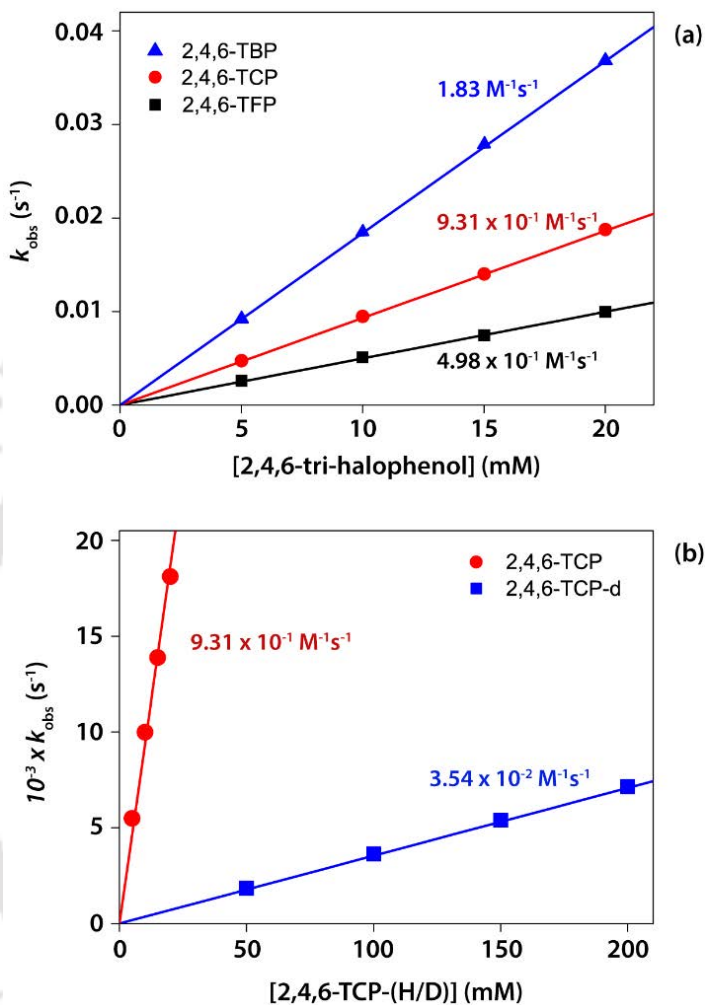 (a)
0.04
0.03
0.02
0.01
0.00
k_obs (s⁻¹)
2,4,6-TBP
2,4,6-TCP
2,4,6-TFP
1.83 M⁻¹s⁻¹
9.31 x 10⁻¹ M⁻¹s⁻¹
4.98 x 10⁻¹ M⁻¹s⁻¹
0 5 10 15 20
[2,4,6-tri-halophenol] (mM)
(b)
20
15
10
5
0
10⁻³ x k_obs (s⁻¹)
2,4,6-TCP
2,4,6-TCP-d
9.31 x 10⁻¹ M⁻¹s⁻¹
3.54 x 10⁻² M⁻¹s⁻¹
0 50 100 150 200
[2,4,6-TCP-(H/D)] (mM)